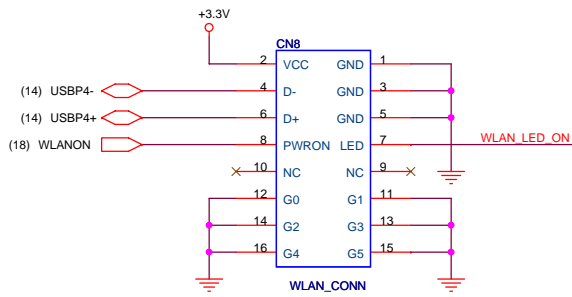 +3.3V
CN8
2 VCC GND 1
(14) USBP4- 4 D- GND 3
(14) USBP4+ 6 D+ GND 5
(18) WLANON 8 PWRON LED 7 WLAN_LED_ON
10 NC NC 9
12 G0 G1 11
14 G2 G3 13
16 G4 G5 15
WLAN_CONN